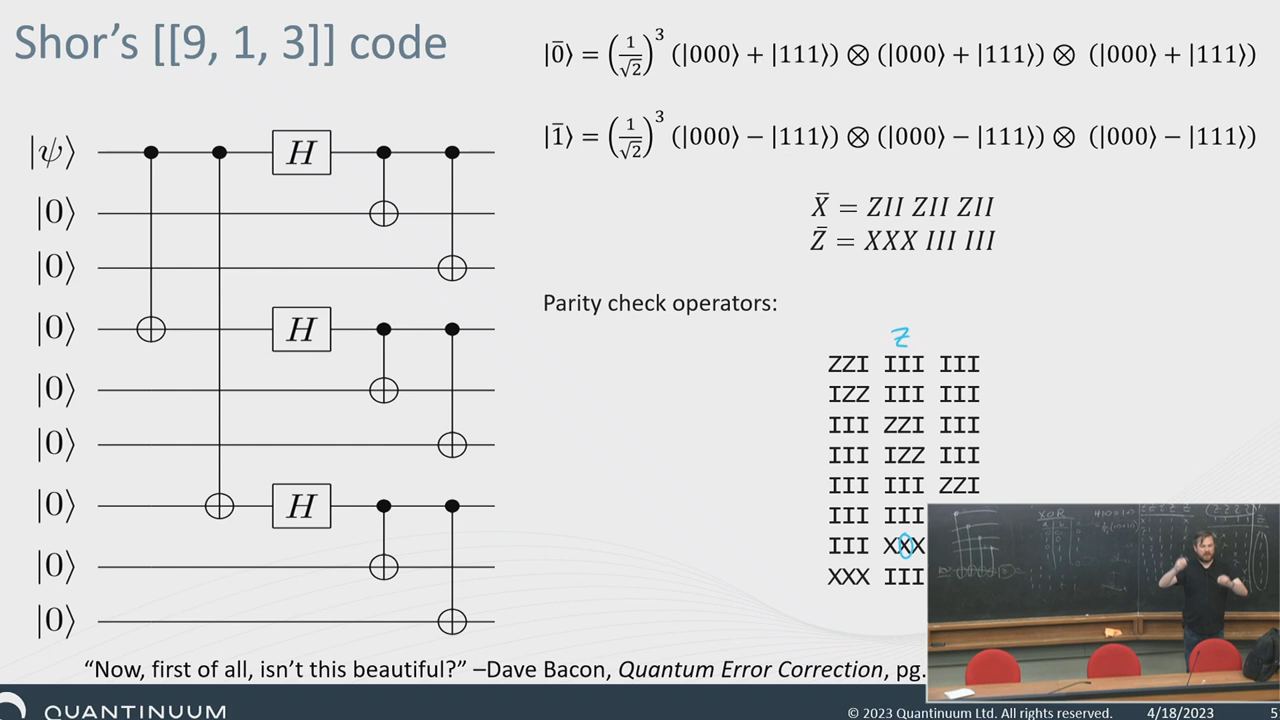 Shor's [[9, 1, 3]] code
|0̄⟩ = (1/√2)³ (|000⟩ + |111⟩) ⊗ (|000⟩ + |111⟩) ⊗ (|000⟩ + |111⟩)
|1̄⟩ = (1/√2)³ (|000⟩ − |111⟩) ⊗ (|000⟩ − |111⟩) ⊗ (|000⟩ − |111⟩)
X̄ = ZII ZII ZII
Z̄ = XXX III III
|ψ⟩ H
|0⟩
|0⟩
|0⟩ H
|0⟩
|0⟩
|0⟩ H
|0⟩
|0⟩
Parity check operators:
Z
ZZI III III
IZZ III III
III ZZI III
III IZZ III
III III ZZI
III III
III XXX
XXX III
"Now, first of all, isn't this beautiful?" –Dave Bacon, Quantum Error Correction, pg.
QUANTINUUM
© 2023 Quantinuum Ltd. All rights reserved. 4/18/2023 5